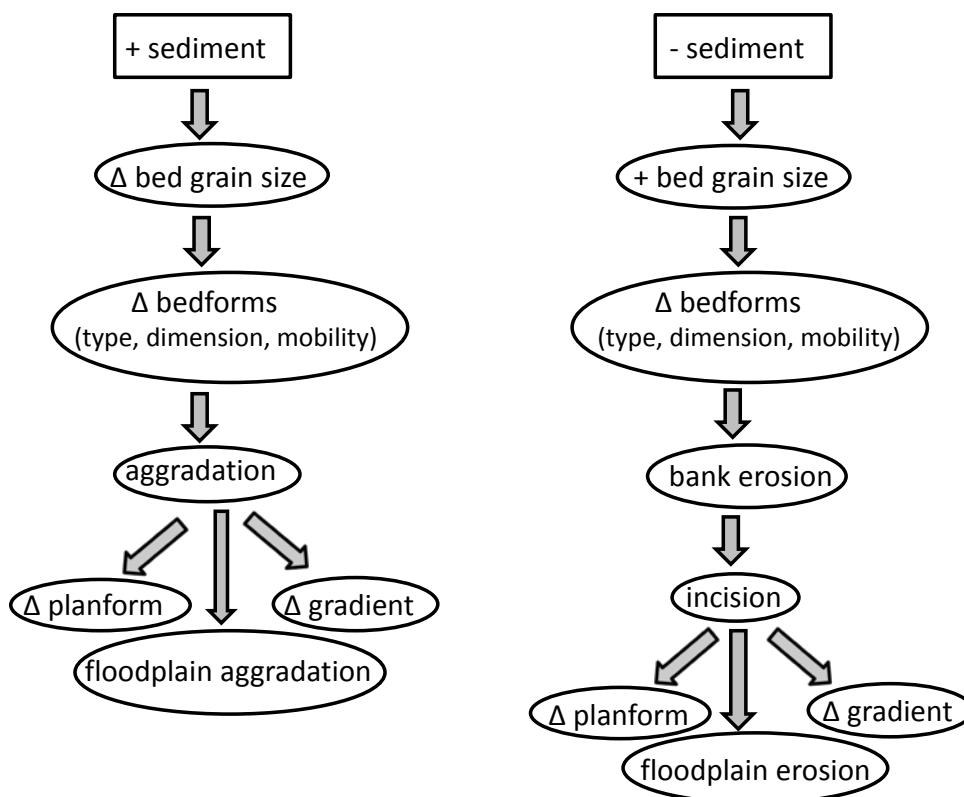 + sediment
Δ bed grain size
Δ bedforms
(type, dimension, mobility)
aggradation
Δ planform
Δ gradient
floodplain aggradation
- sediment
+ bed grain size
Δ bedforms
(type, dimension, mobility)
bank erosion
incision
Δ planform
Δ gradient
floodplain erosion